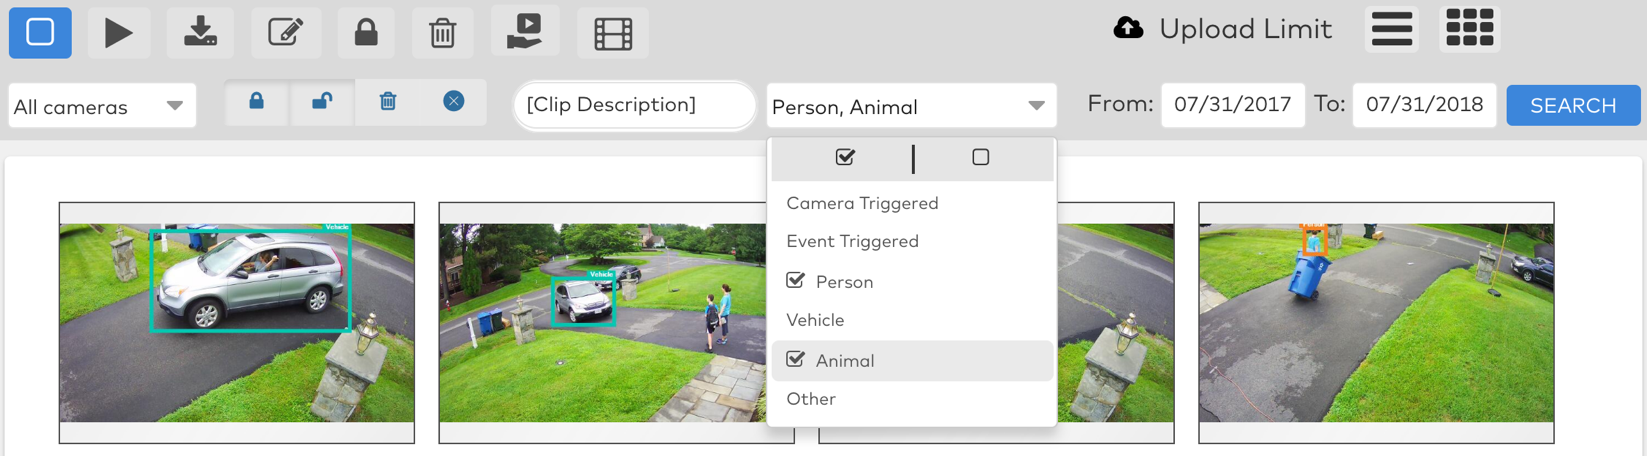 Upload Limit
All cameras
[Clip Description]
Person, Animal
From: 07/31/2017 To: 07/31/2018
SEARCH
Camera Triggered
Event Triggered
Person
Vehicle
Animal
Other
Vehicle
Vehicle
Person